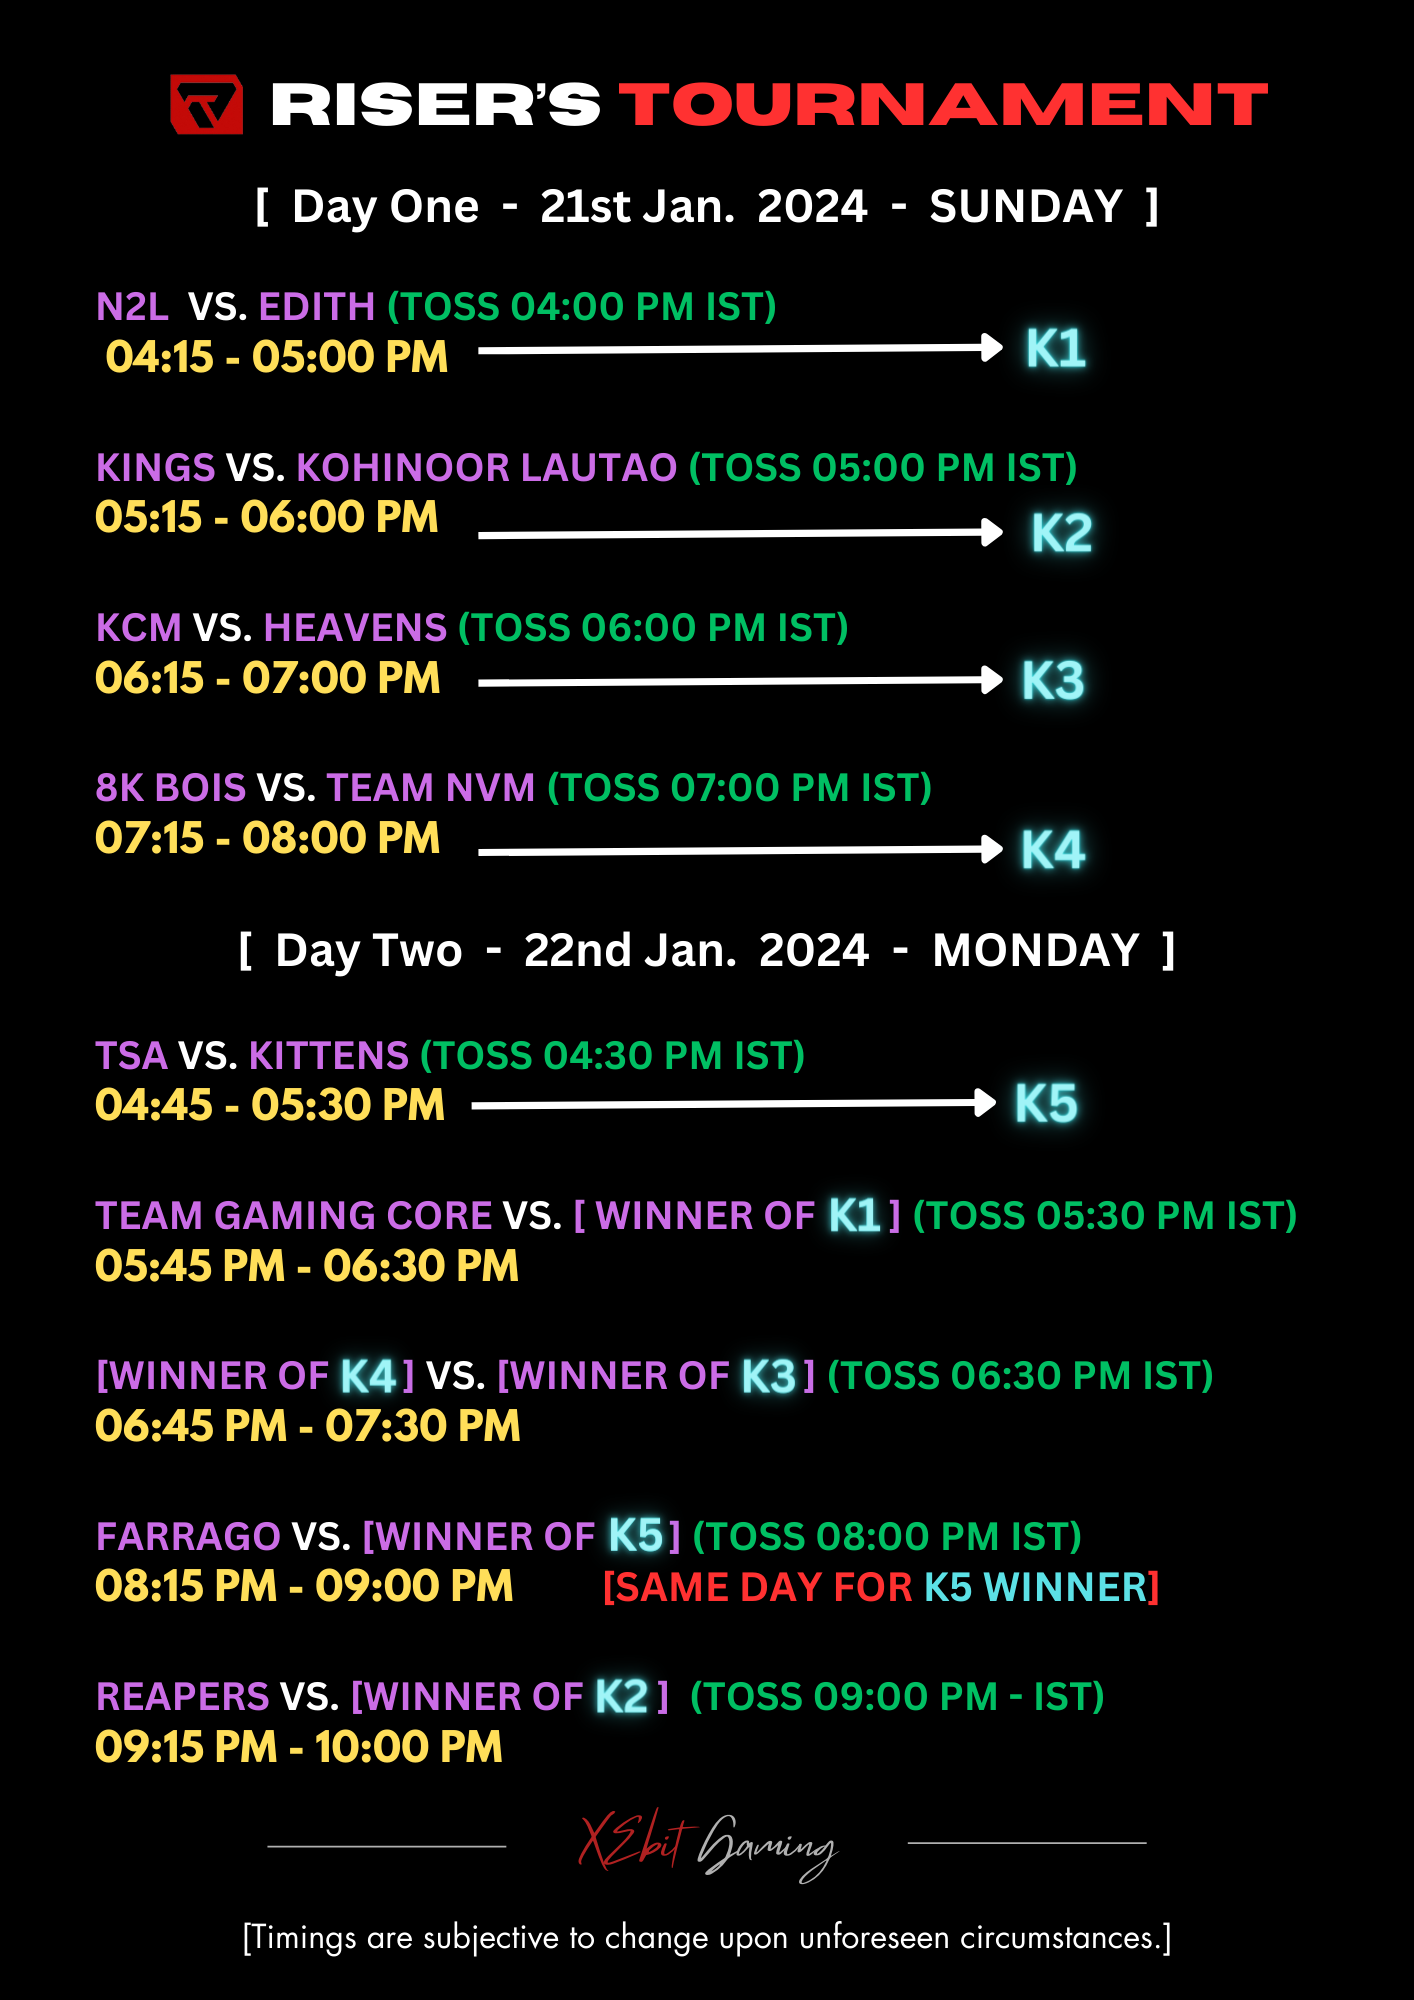 RISER'S TOURNAMENT
[ Day One - 21st Jan. 2024 - SUNDAY ]
N2L VS. EDITH (TOSS 04:00 PM IST)
04:15 - 05:00 PM K1
KINGS VS. KOHINOOR LAUTAO (TOSS 05:00 PM IST)
05:15 - 06:00 PM K2
KCM VS. HEAVENS (TOSS 06:00 PM IST)
06:15 - 07:00 PM K3
8K BOIS VS. TEAM NVM (TOSS 07:00 PM IST)
07:15 - 08:00 PM K4
[ Day Two - 22nd Jan. 2024 - MONDAY ]
TSA VS. KITTENS (TOSS 04:30 PM IST)
04:45 - 05:30 PM K5
TEAM GAMING CORE VS. [ WINNER OF K1 ] (TOSS 05:30 PM IST)
05:45 PM - 06:30 PM
[WINNER OF K4 ] VS. [WINNER OF K3 ] (TOSS 06:30 PM IST)
06:45 PM - 07:30 PM
FARRAGO VS. [WINNER OF K5 ] (TOSS 08:00 PM IST)
08:15 PM - 09:00 PM [SAME DAY FOR K5 WINNER]
REAPERS VS. [WINNER OF K2 ] (TOSS 09:00 PM - IST)
09:15 PM - 10:00 PM
XEbit Gaming
[Timings are subjective to change upon unforeseen circumstances.]